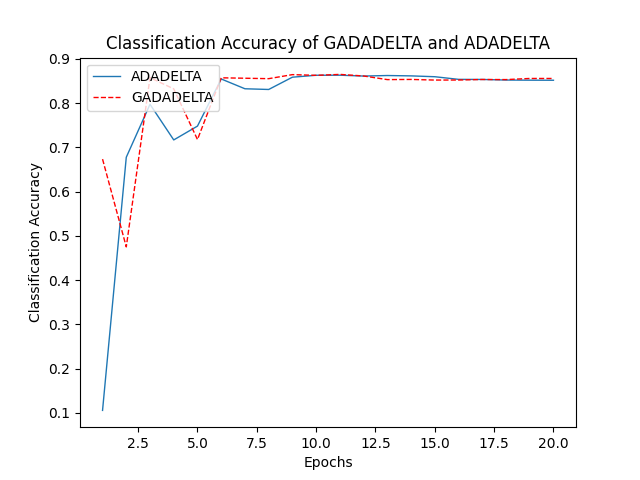 Classification Accuracy of GADADELTA and ADADELTA
ADADELTA
GADADELTA
Classification Accuracy
0.9
0.8
0.7
0.6
0.5
0.4
0.3
0.2
0.1
2.5 5.0 7.5 10.0 12.5 15.0 17.5 20.0
Epochs